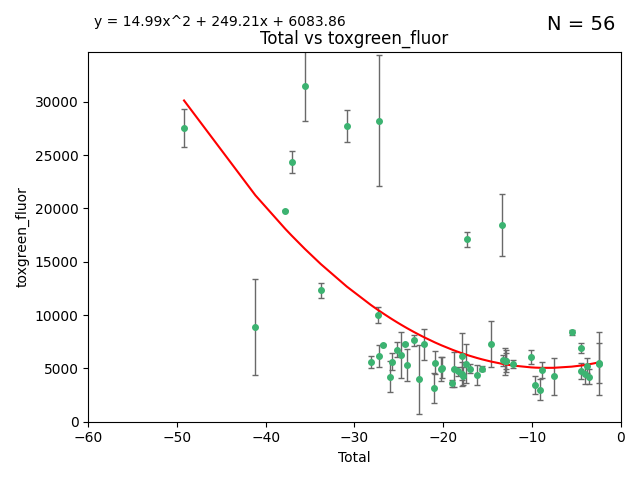 y = 14.99x^2 + 249.21x + 6083.86
N = 56
Total vs toxgreen_fluor
toxgreen_fluor
30000
25000
20000
15000
10000
5000
0
−60
−50
−40
−30
−20
−10
0
Total